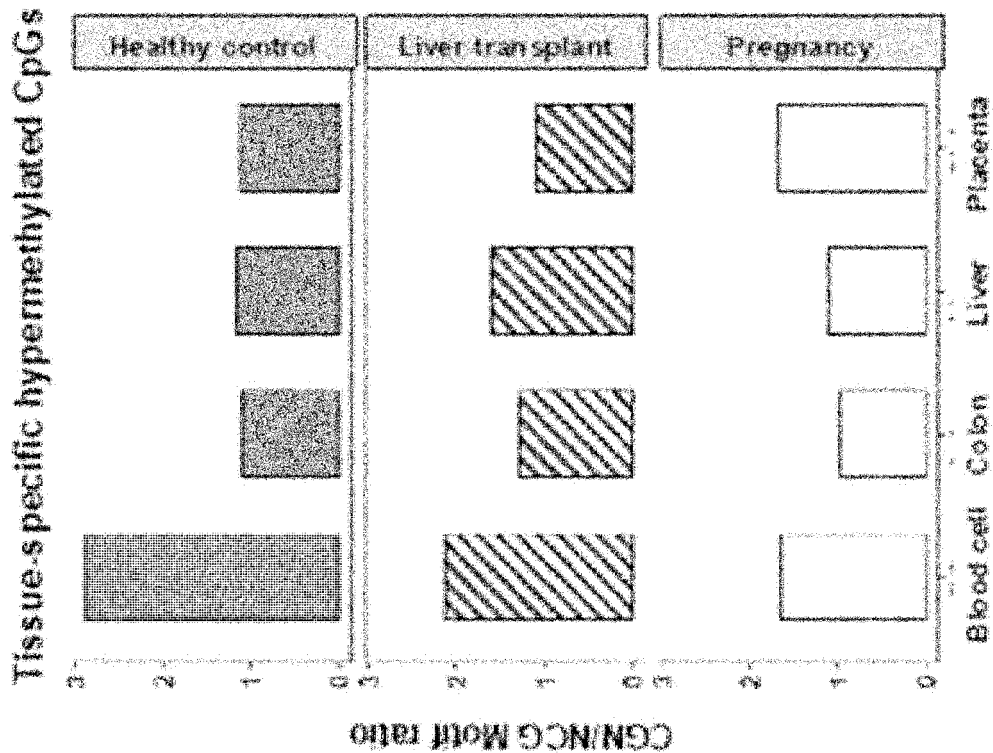 Tissue-specific hypermethylated CpGs
Healthy control
Liver transplant
Pregnancy
CGN/NCG Motif ratio
3
2
1
0
3
2
1
0
3
2
1
0
Blood cell
Colon
Liver
Placenta